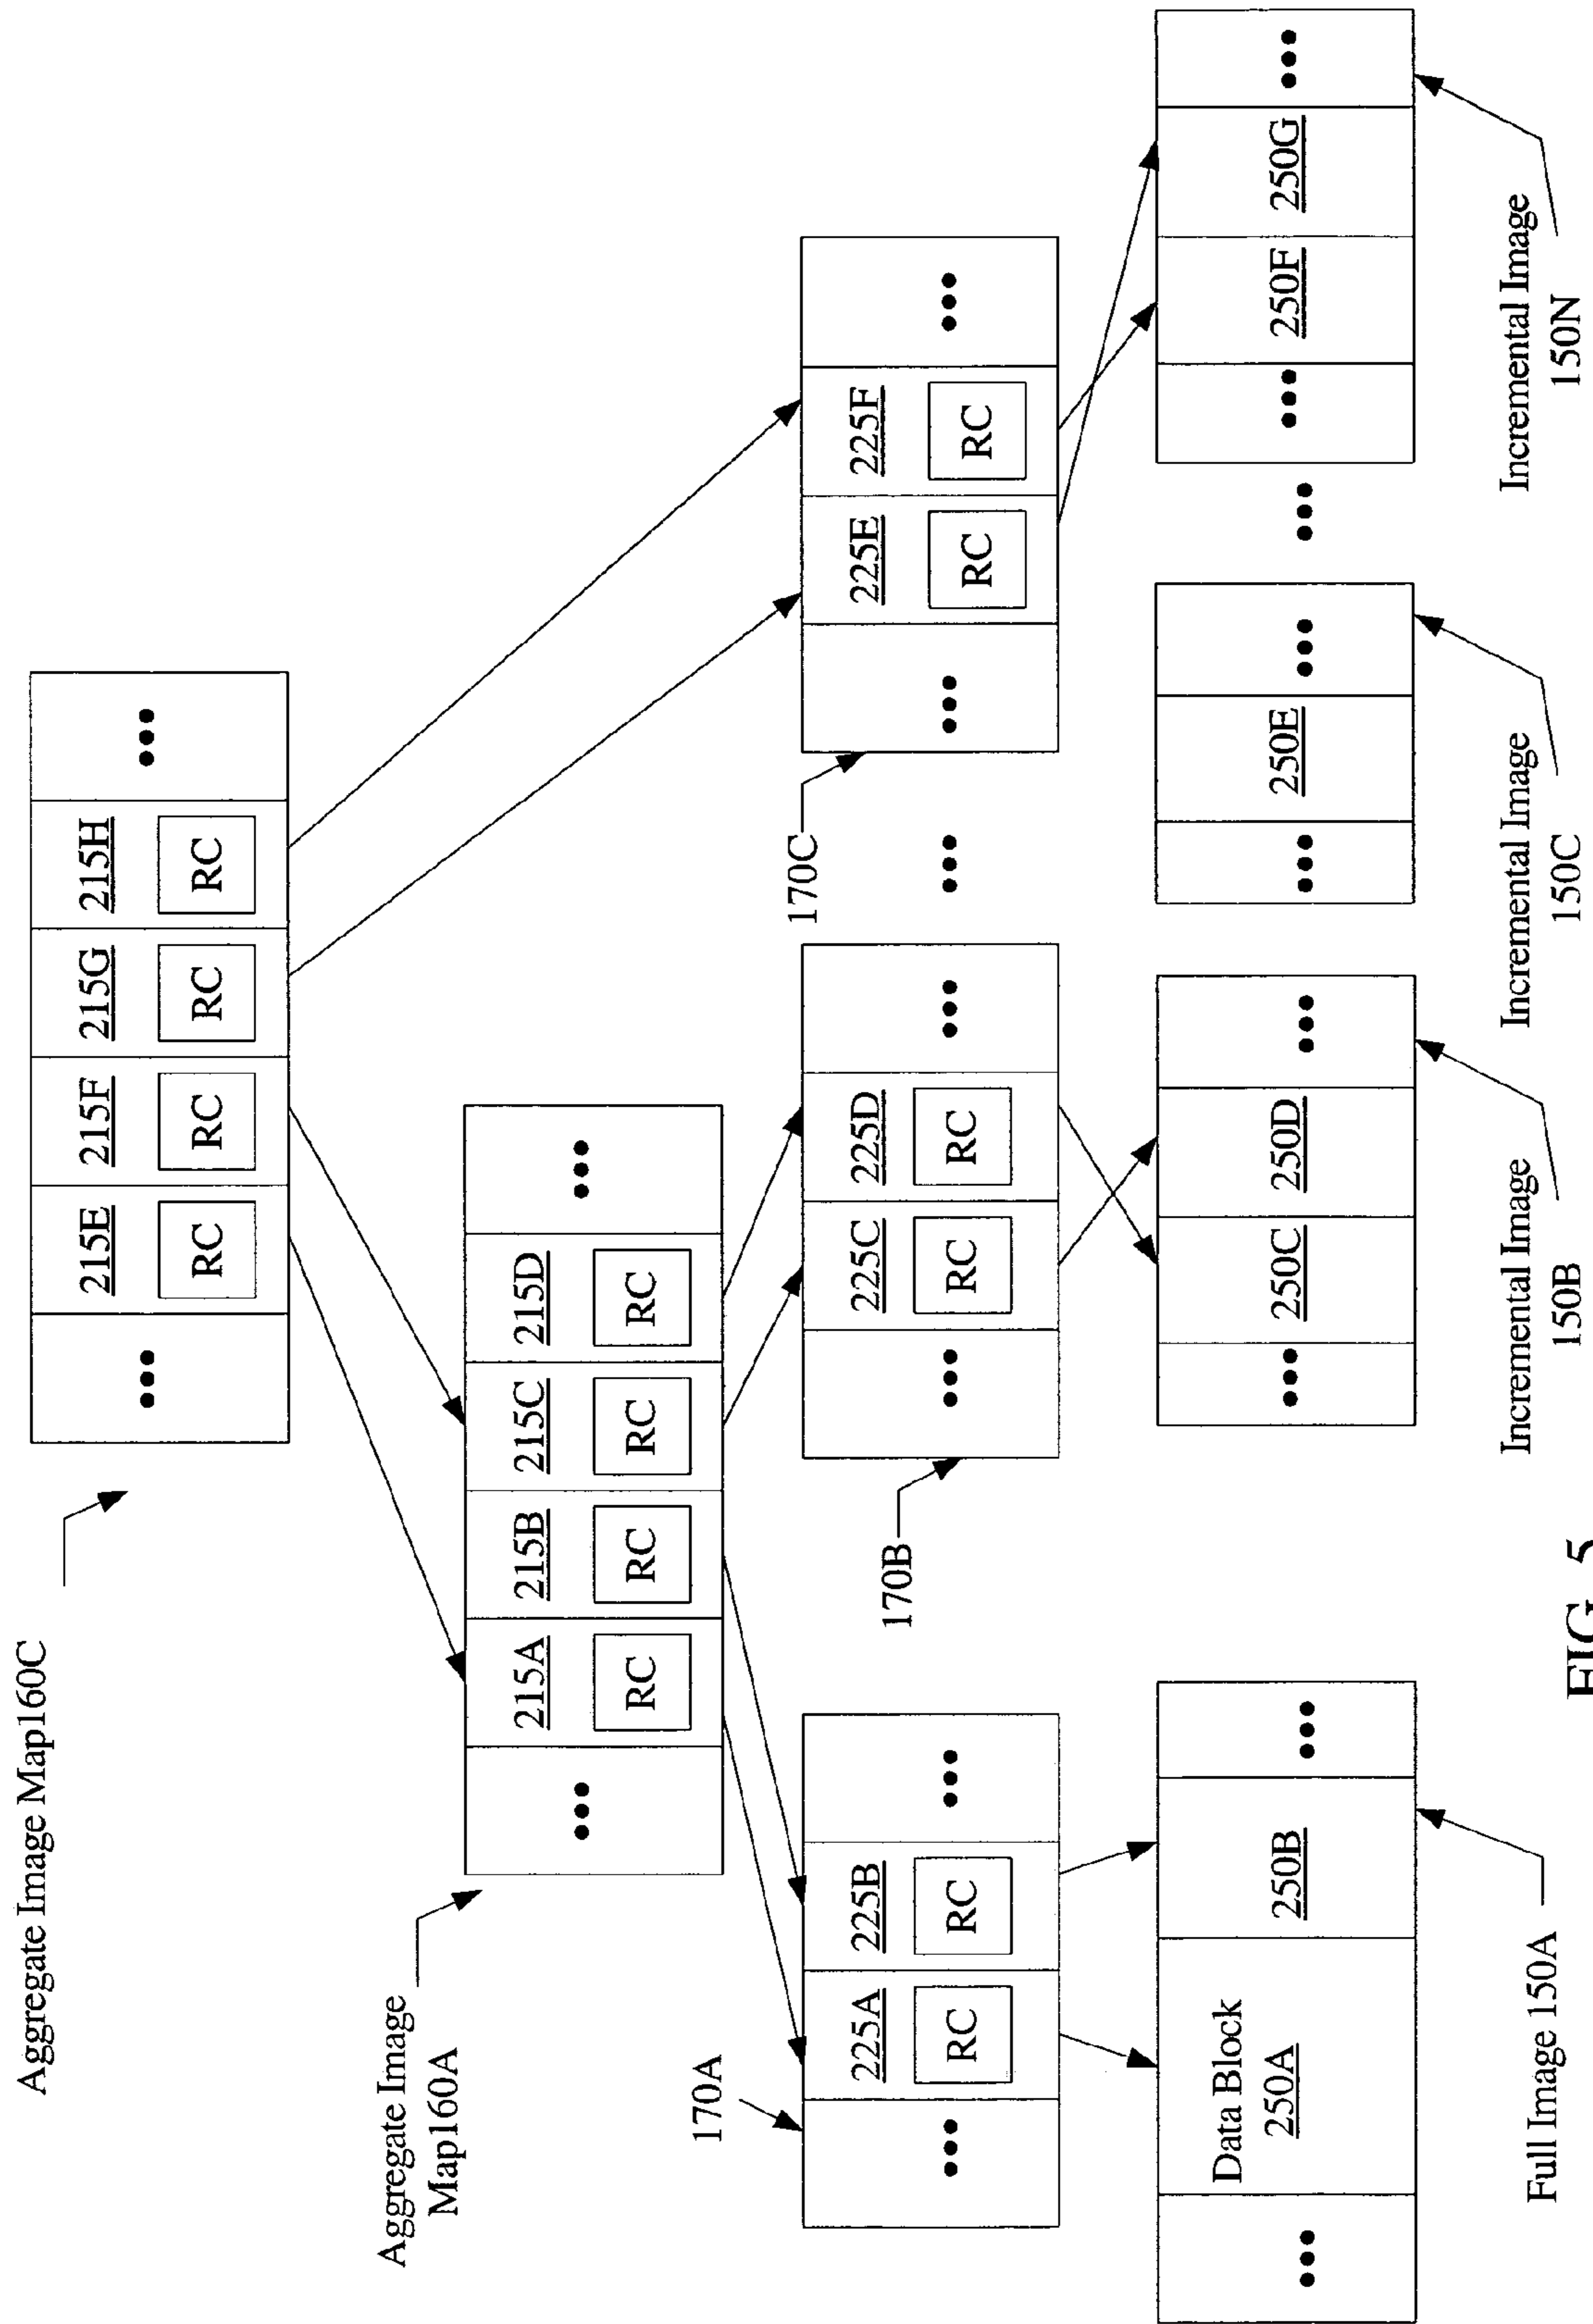 Aggregate Image Map160C
•••
215E
215F
215G
215H
•••
RC
RC
RC
RC
Aggregate Image
Map160A
•••
215A
215B
215C
215D
•••
RC
RC
RC
RC
170A
•••
225A
225B
•••
RC
RC
170B
•••
225C
225D
•••
RC
RC
•••
170C
•••
225E
225F
•••
RC
RC
•••
Data Block
250A
250B
•••
•••
250C
250D
•••
•••
250E
•••
•••
•••
250F
250G
•••
Full Image 150A
Incremental Image
150B
Incremental Image
150C
Incremental Image
150N
FIG. 5